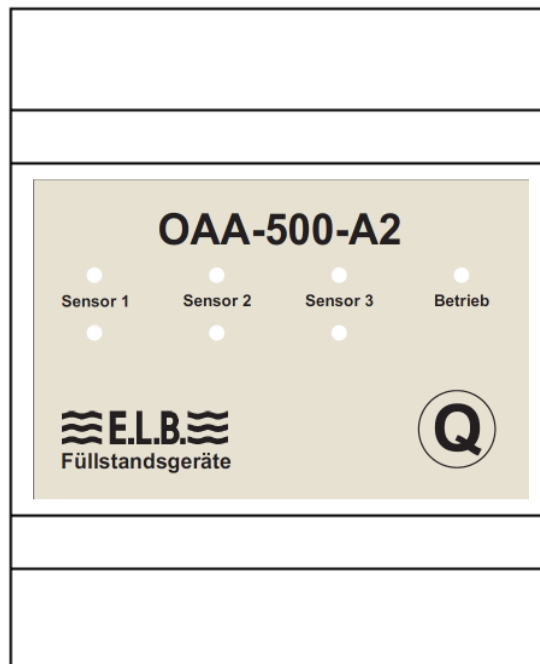 OAA-500-A2
Sensor 1 Sensor 2 Sensor 3 Betrieb
E.L.B.
Füllstandsgeräte
Q